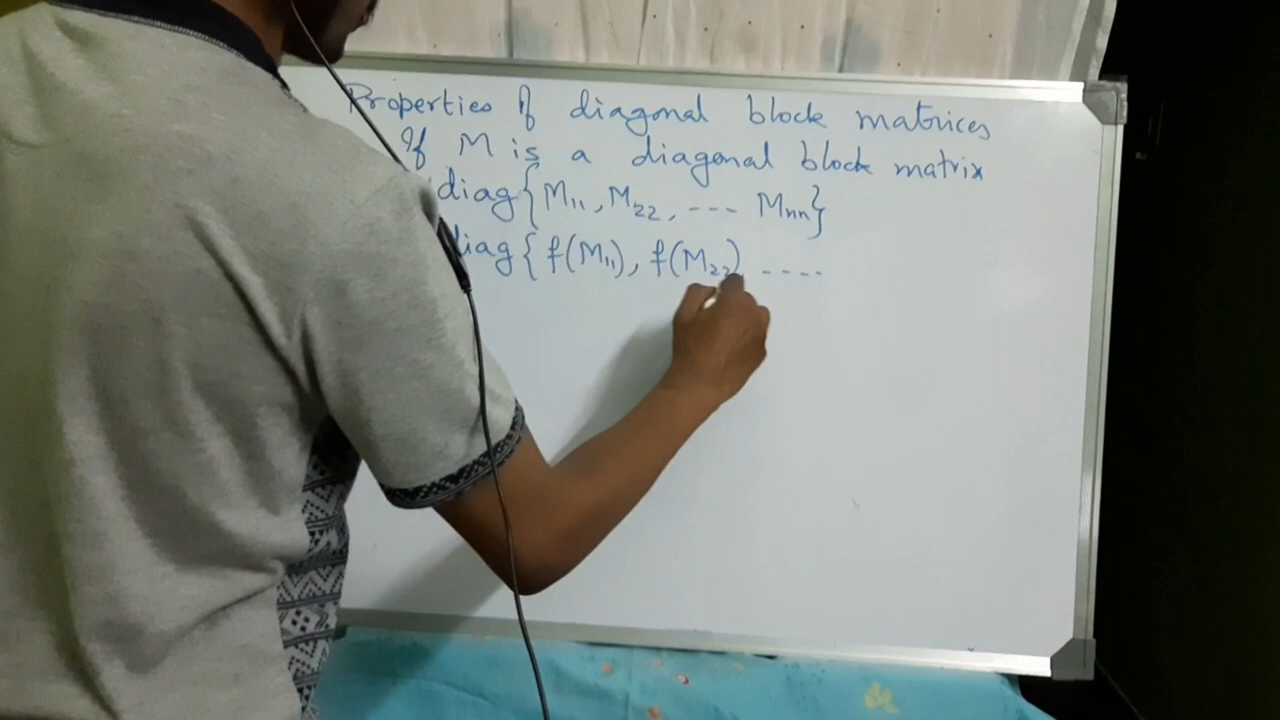 Properties of diagonal block matrices
If M is a diagonal block matrix
diag{M₁₁, M₂₂, --- Mₙₙ}
diag{f(M₁₁), f(M₂₂) ----